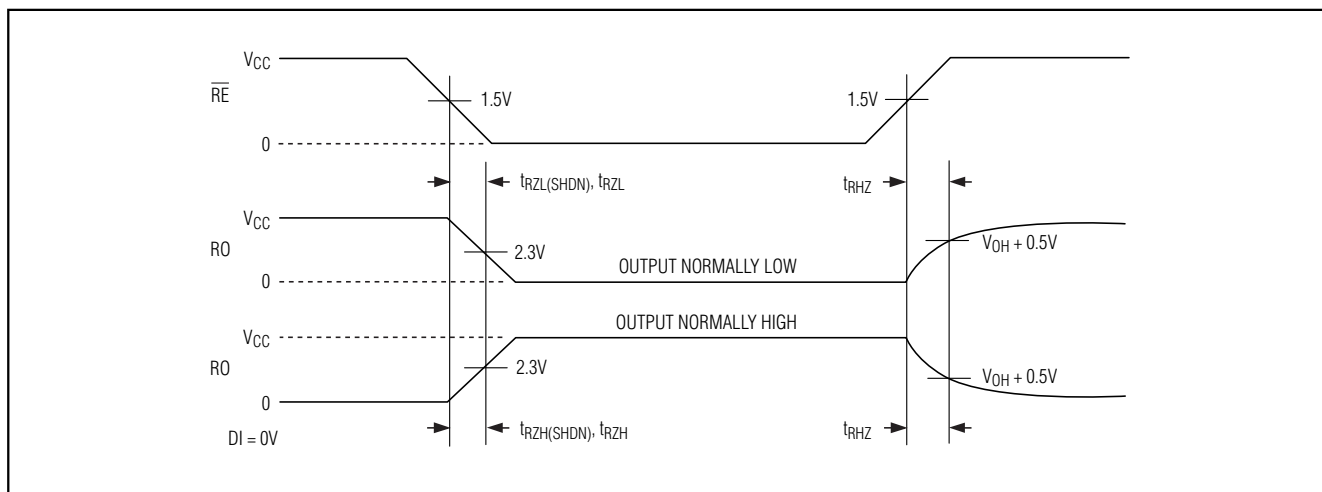 VCC
RE
1.5V 1.5V
0
tRZL(SHDN), tRZL tRHZ
VCC
RO 2.3V VOH + 0.5V
0 OUTPUT NORMALLY LOW
VCC OUTPUT NORMALLY HIGH
RO 2.3V VOH + 0.5V
0
DI = 0V tRZH(SHDN), tRZH tRHZ